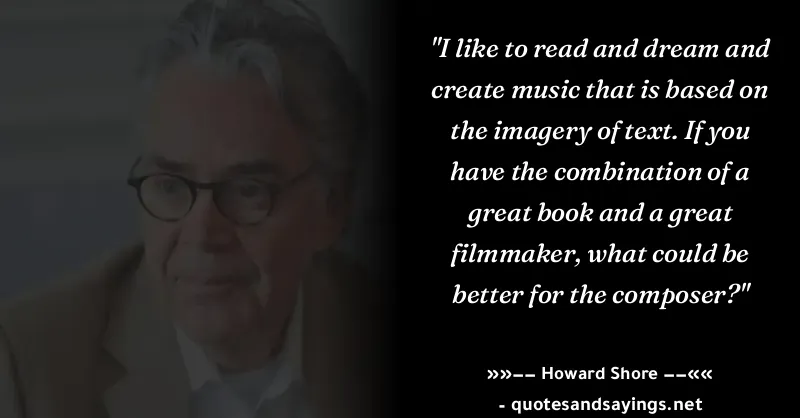 "I like to read and dream and
create music that is based on
the imagery of text. If you
have the combination of a
great book and a great
filmmaker, what could be
better for the composer?"
»»–– Howard Shore ––««
- quotesandsayings.net